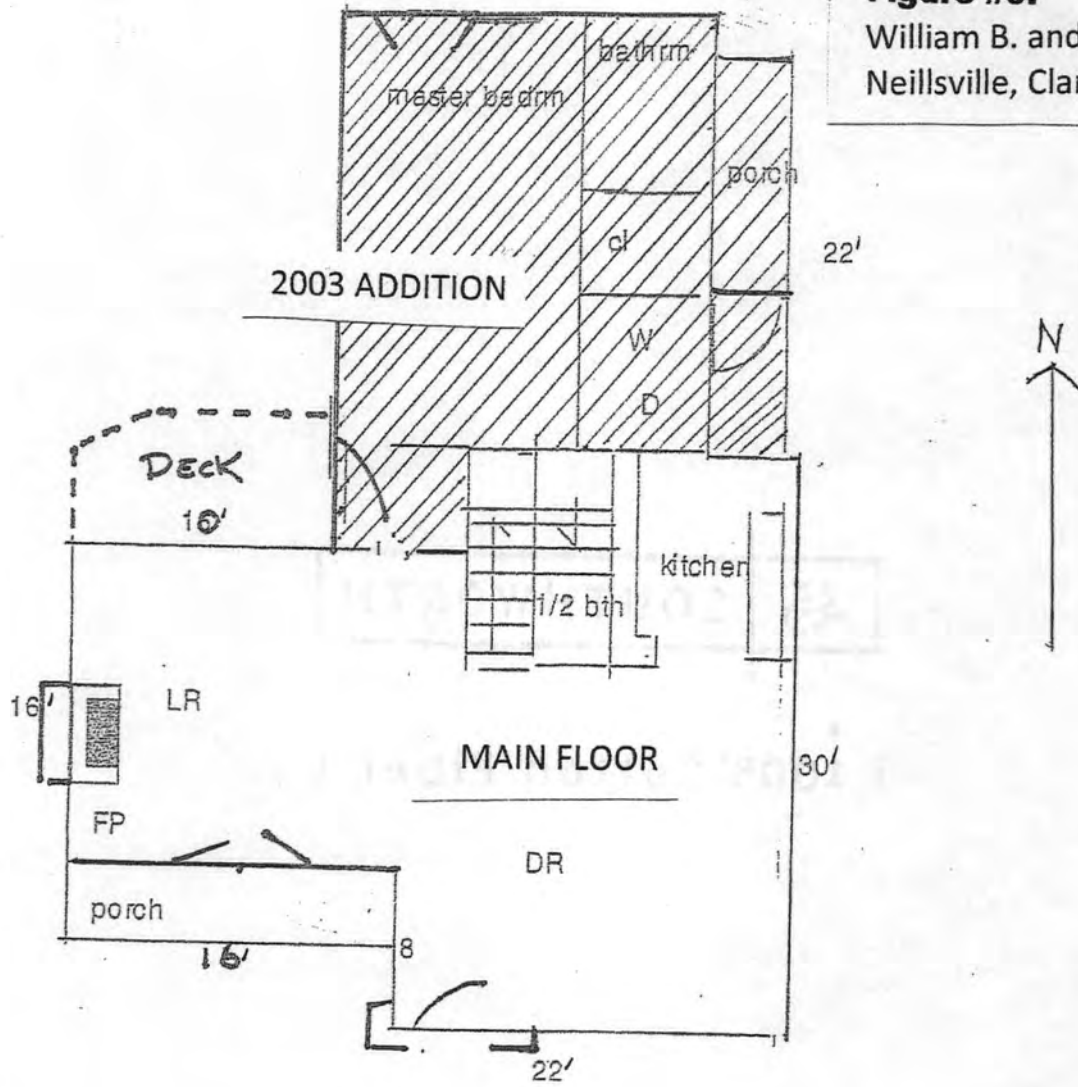 William B. and
Neillsville, Cla
bathrm
master bedrm
porch
cl
22'
2003 ADDITION
W
N
D
DECK
16'
kitchen
1/2 bth
16'
LR
MAIN FLOOR
30'
FP
DR
porch
16'
8
22'